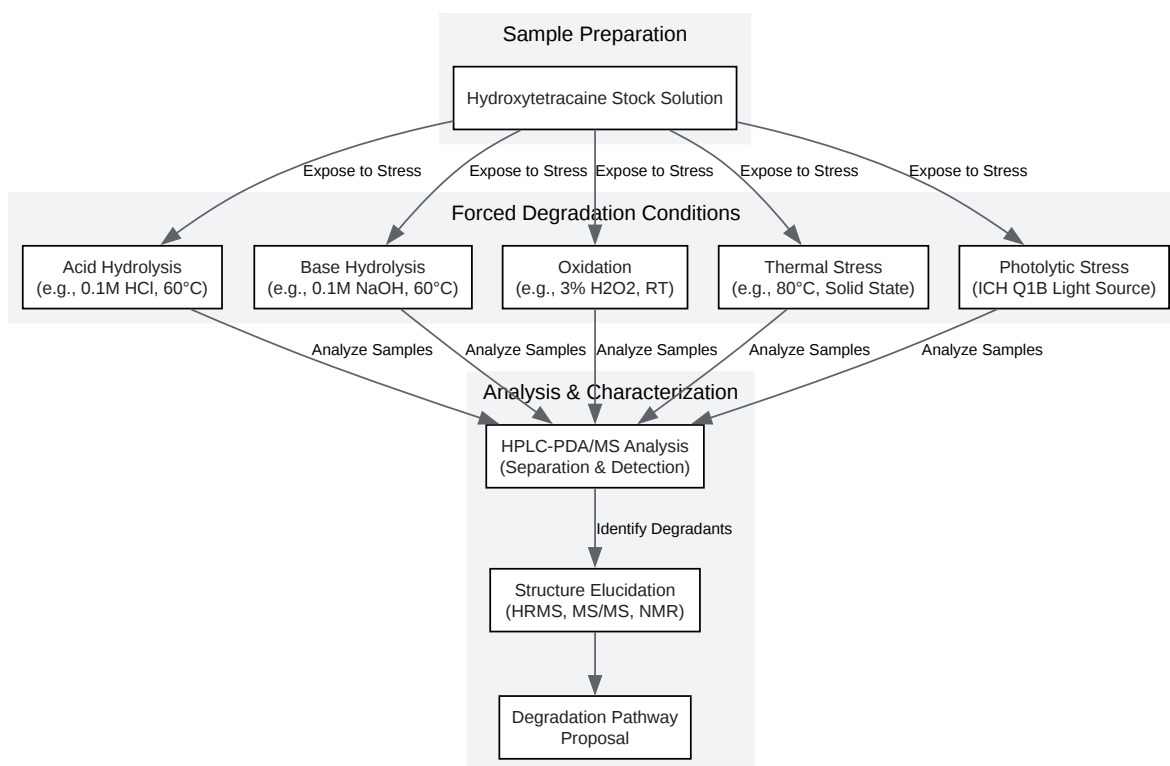 Sample Preparation
Hydroxytetracaine Stock Solution
Expose to Stress
Expose to Stress
Expose to Stress
Expose to Stress
Expose to Stress
Forced Degradation Conditions
Acid Hydrolysis
(e.g., 0.1M HCl, 60°C)
Base Hydrolysis
(e.g., 0.1M NaOH, 60°C)
Oxidation
(e.g., 3% H2O2, RT)
Thermal Stress
(e.g., 80°C, Solid State)
Photolytic Stress
(ICH Q1B Light Source)
Analyze Samples
Analyze Samples
Analyze Samples
Analyze Samples
Analyze Samples
Analysis & Characterization
HPLC-PDA/MS Analysis
(Separation & Detection)
Identify Degradants
Structure Elucidation
(HRMS, MS/MS, NMR)
Degradation Pathway
Proposal